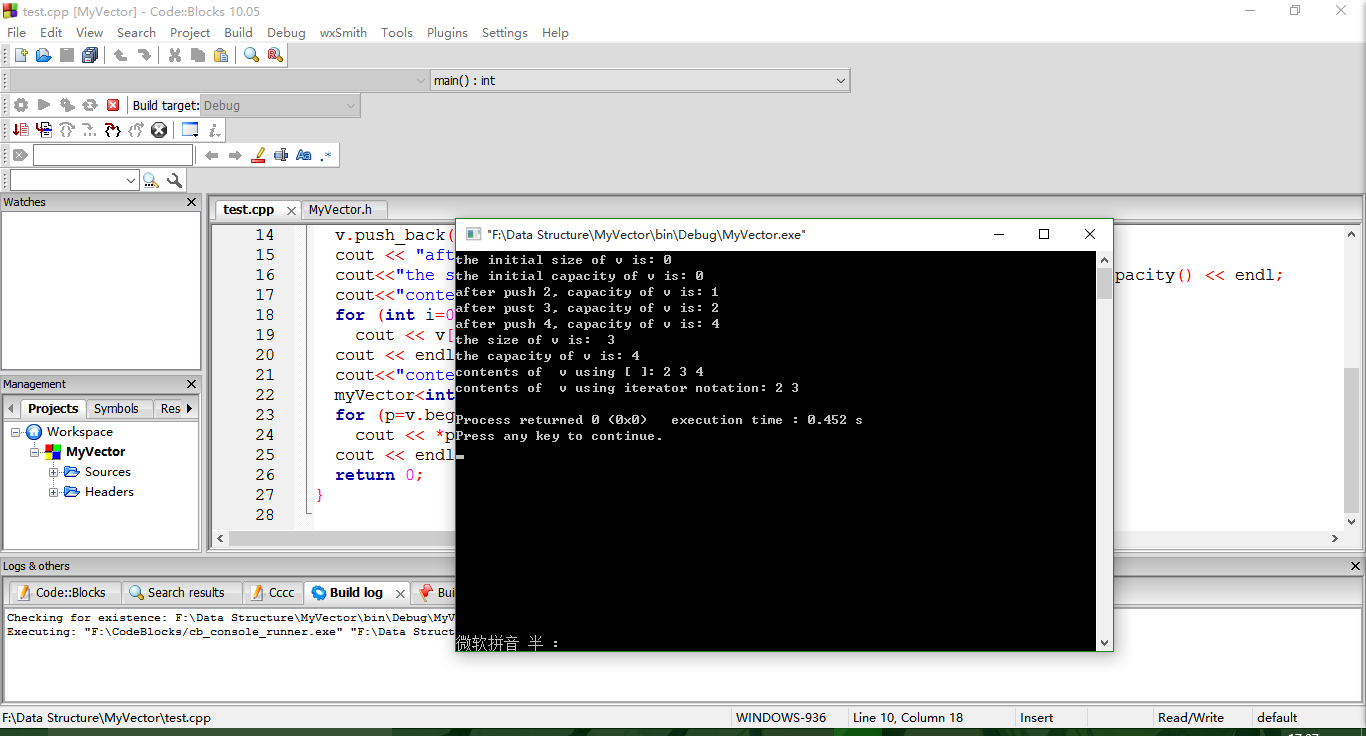 test.cpp [MyVector] - Code::Blocks 10.05
File Edit View Search Project Build Debug wxSmith Tools Plugins Settings Help
main() : int
Build target: Debug
Watches
test.cpp MyVector.h
"F:\Data Structure\MyVector\bin\Debug\MyVector.exe"
14 v.push_back(
15 cout << "aft
16 cout<<"the s
pacity() << endl;
17 cout<<"conte
18 for (int i=0
19 cout << v[
20 cout << endl
21 cout<<"conte
22 myVector<int
23 for (p=v.beg
24 cout << *p
25 cout << endl
26 return 0;
27 }
28
the initial size of v is: 0
the initial capacity of v is: 0
after push 2, capacity of v is: 1
after pust 3, capacity of v is: 2
after push 4, capacity of v is: 4
the size of v is:  3
the capacity of v is: 4
contents of  v using [ ]: 2 3 4
contents of  v using iterator notation: 2 3
Process returned 0 (0x0)   execution time : 0.452 s
Press any key to continue.
微软拼音 半 :
Management
Projects Symbols Res
Workspace
MyVector
Sources
Headers
Logs & others
Code::Blocks Search results Cccc Build log Bui
Checking for existence: F:\Data Structure\MyVector\bin\Debug\MyV
Executing: "F:\CodeBlocks/cb_console_runner.exe" "F:\Data Struct
F:\Data Structure\MyVector\test.cpp WINDOWS-936 Line 10, Column 18 Insert Read/Write default